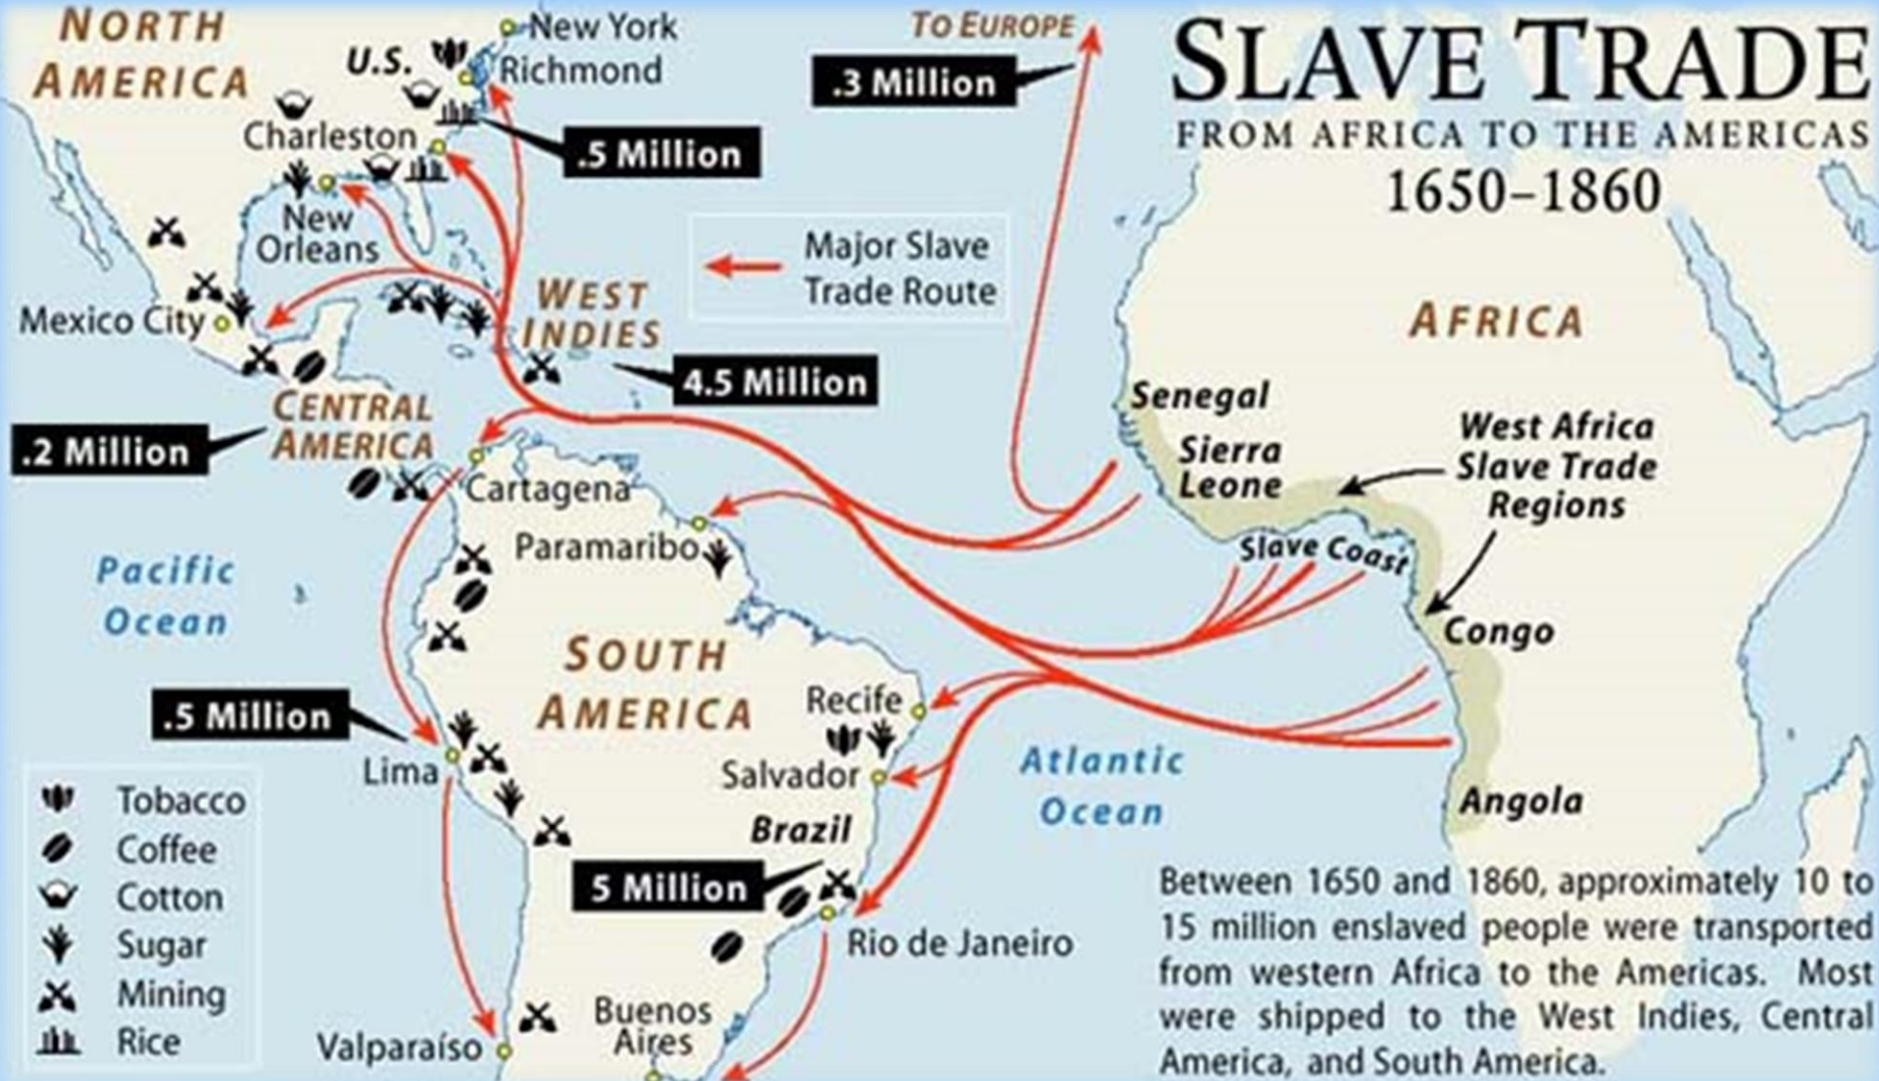 SLAVE TRADE
FROM AFRICA TO THE AMERICAS
1650–1860
NORTH
AMERICA
U.S.
New York
Richmond
Charleston
New
Orleans
Mexico City
.5 Million
TO EUROPE
.3 Million
Major Slave
Trade Route
WEST
INDIES
4.5 Million
CENTRAL
AMERICA
.2 Million
Cartagena
Paramaribo
Pacific
Ocean
SOUTH
AMERICA
.5 Million
Lima
Recife
Salvador
Brazil
5 Million
Rio de Janeiro
Buenos
Aires
Valparaíso
Atlantic
Ocean
AFRICA
Senegal
Sierra
Leone
West Africa
Slave Trade
Regions
Slave Coast
Congo
Angola
Tobacco
Coffee
Cotton
Sugar
Mining
Rice
Between 1650 and 1860, approximately 10 to
15 million enslaved people were transported
from western Africa to the Americas. Most
were shipped to the West Indies, Central
America, and South America.